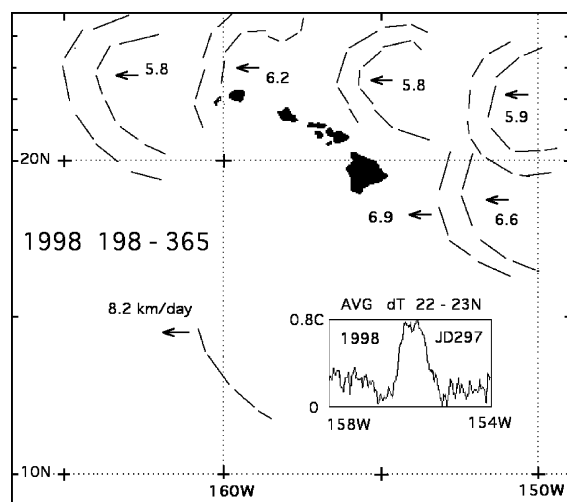 5.8
6.2
5.8
5.9
20N
6.9
6.6
1998 198 - 365
8.2 km/day
AVG dT 22 - 23N
0.8C
1998 JD297
0
158W 154W
10N
160W 150W